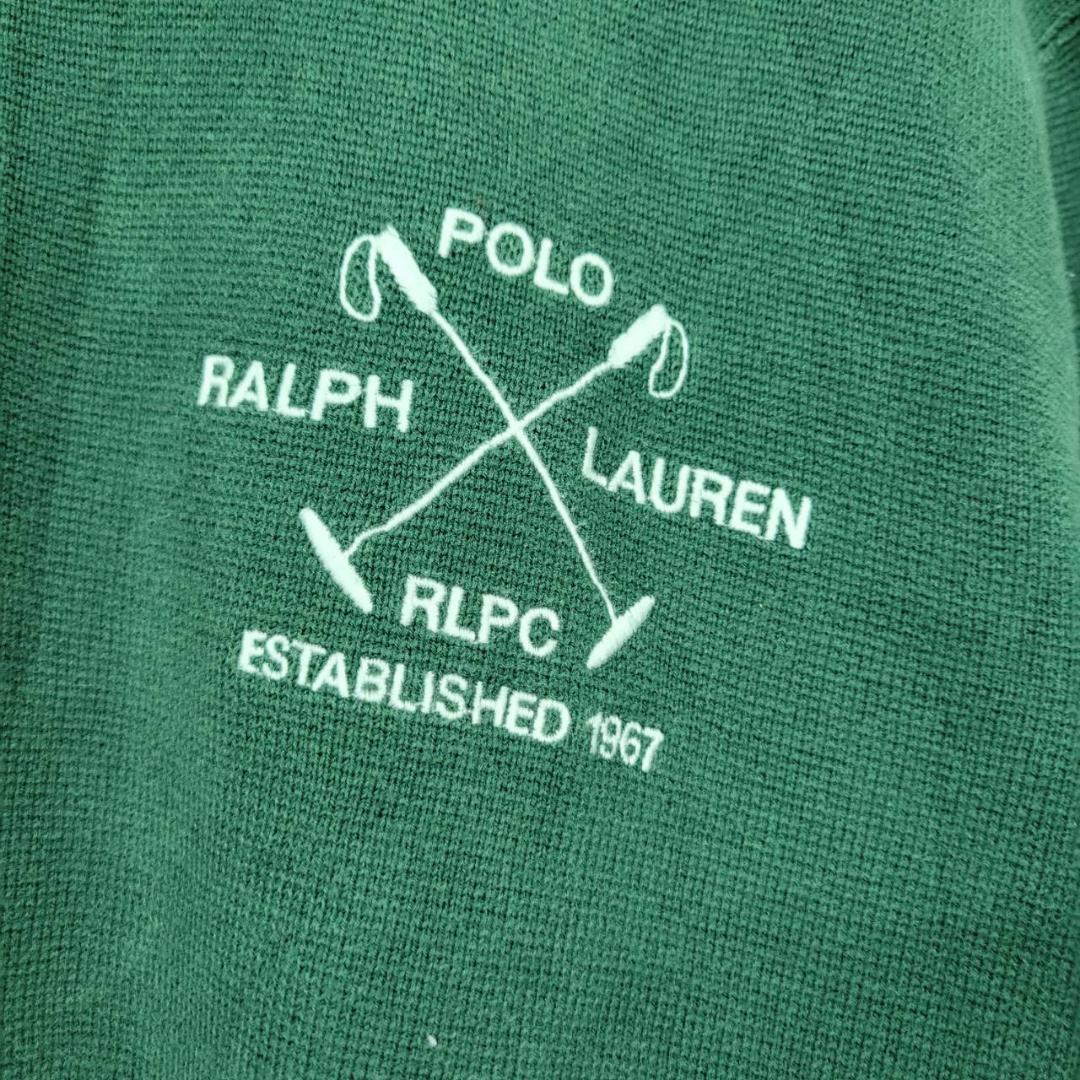 POLO
RALPH LAUREN
RLPC
ESTABLISHED 1967